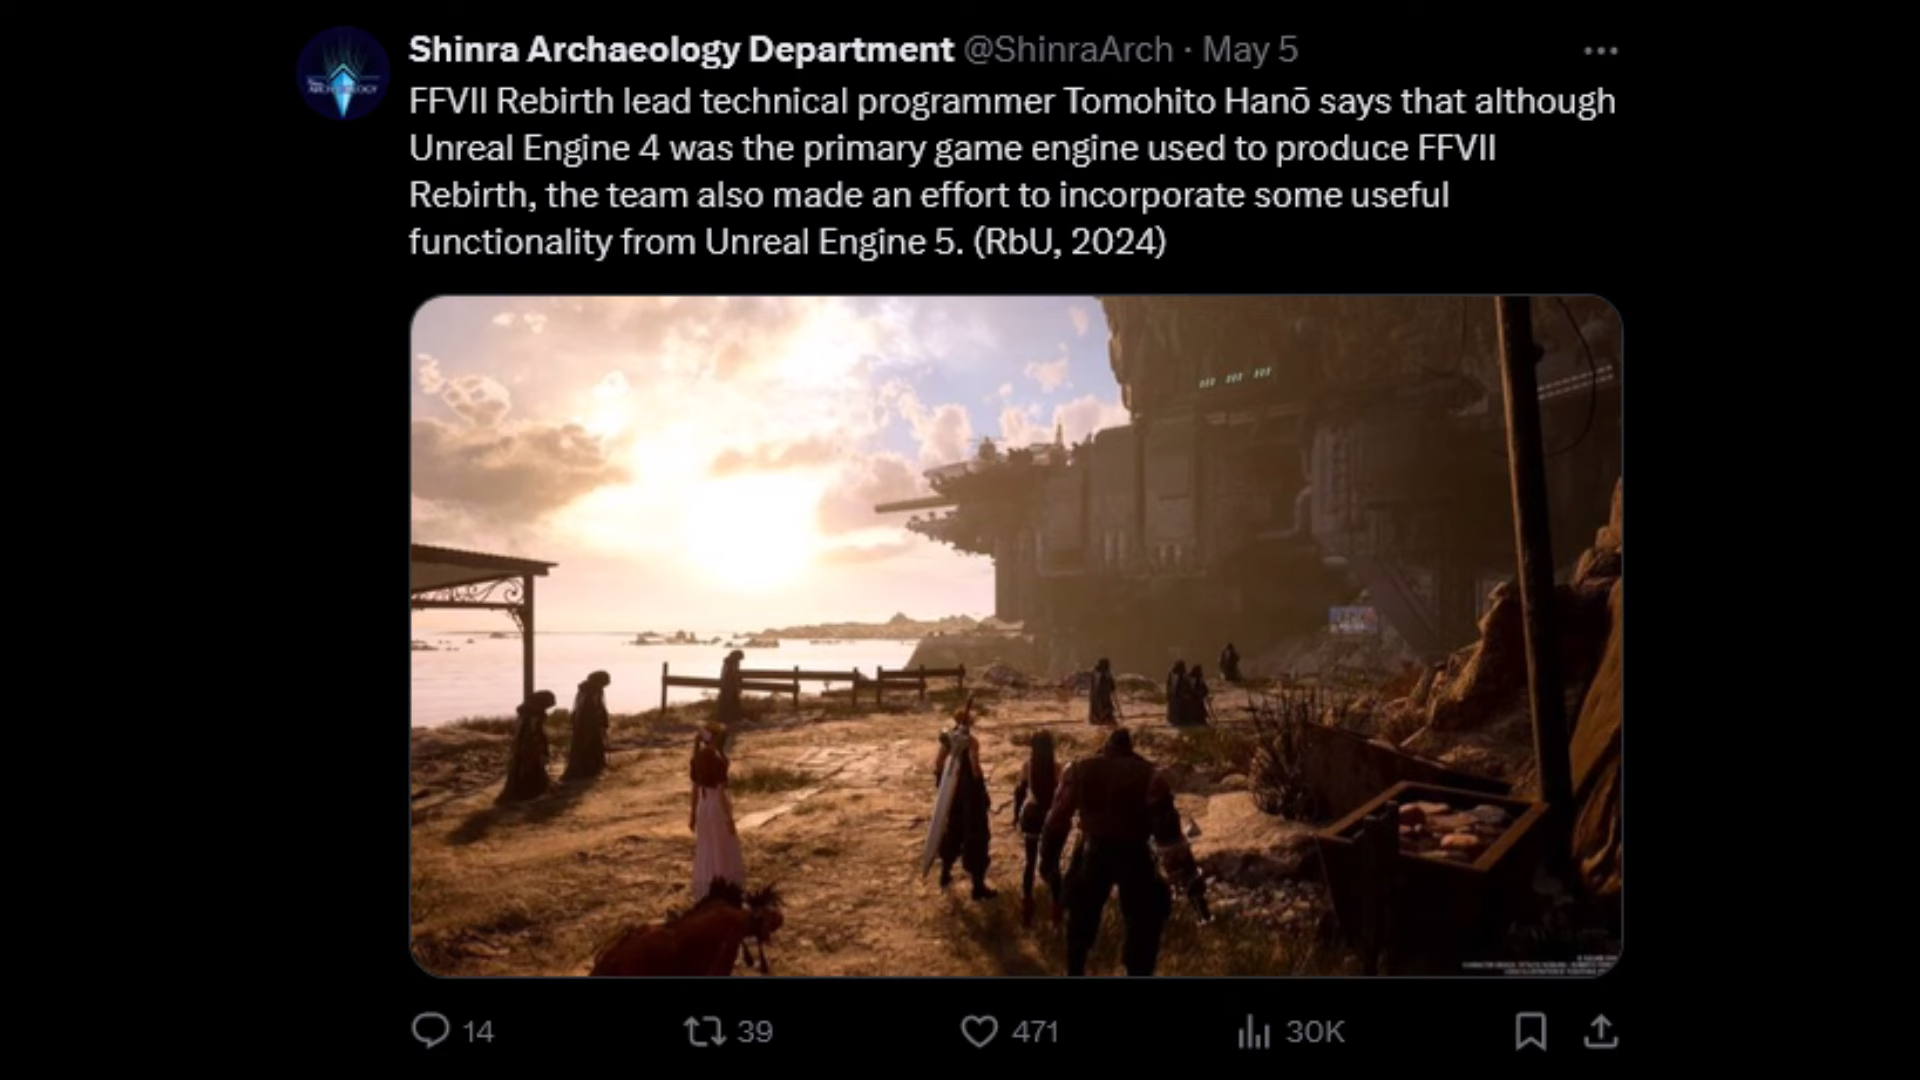 Shinra Archaeology Department @ShinraArch · May 5
FFVII Rebirth lead technical programmer Tomohito Hanō says that although
Unreal Engine 4 was the primary game engine used to produce FFVII
Rebirth, the team also made an effort to incorporate some useful
functionality from Unreal Engine 5. (RbU, 2024)
14 39 471 30K